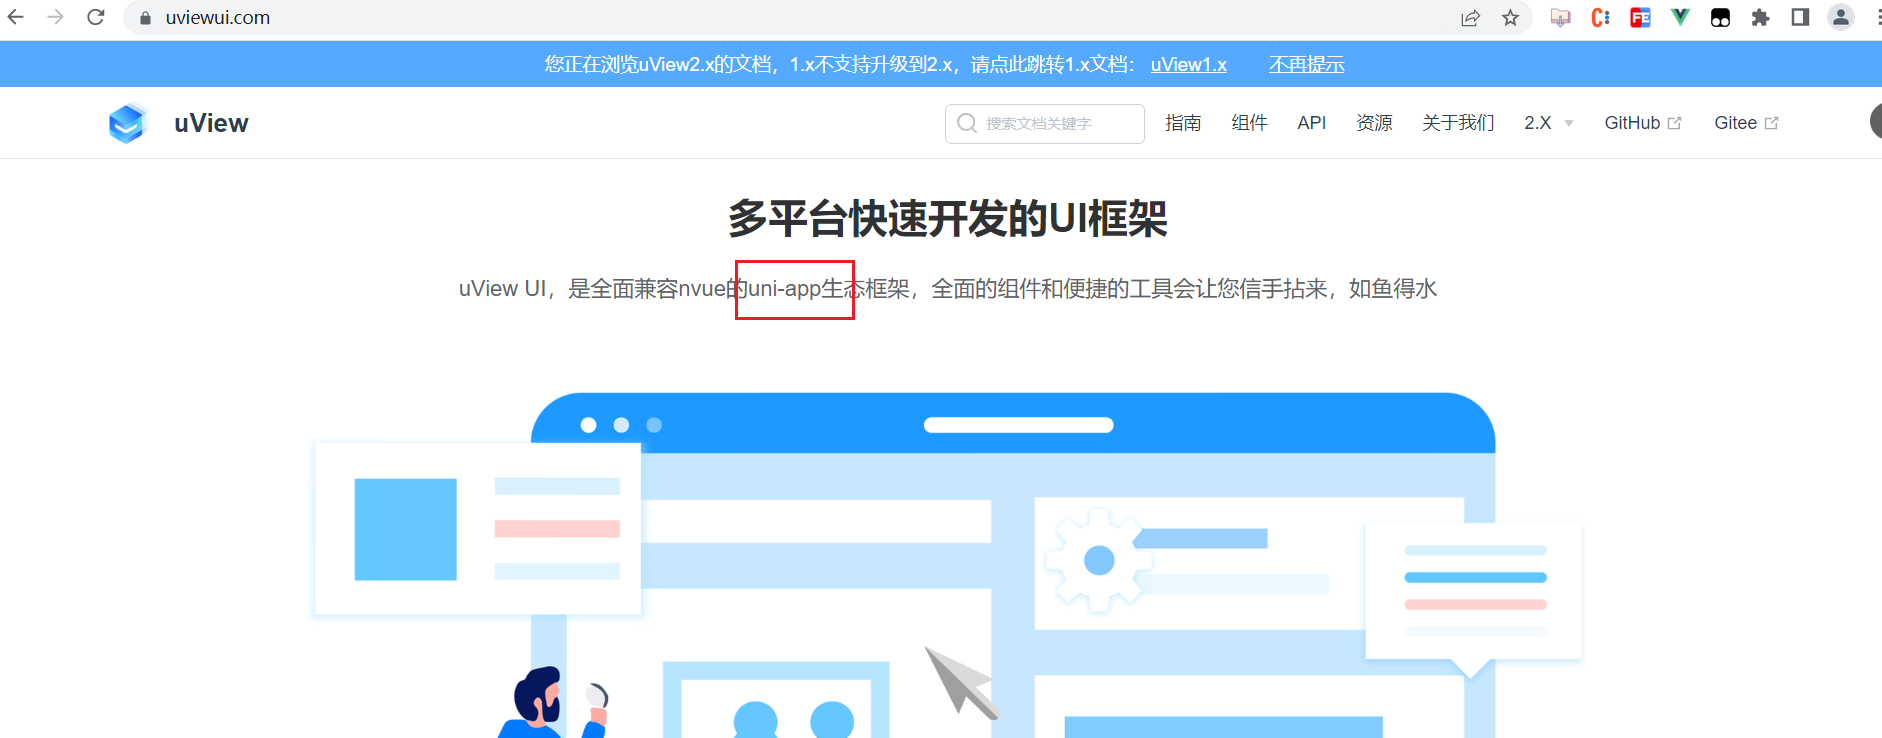 uviewui.com
您正在浏览uView2.x的文档，1.x不支持升级到2.x，请点此跳转1.x文档： uView1.x 不再提示
uView 搜索文档关键字 指南 组件 API 资源 关于我们 2.X GitHub Gitee
多平台快速开发的UI框架
uView UI，是全面兼容nvue的uni-app生态框架，全面的组件和便捷的工具会让您信手拈来，如鱼得水